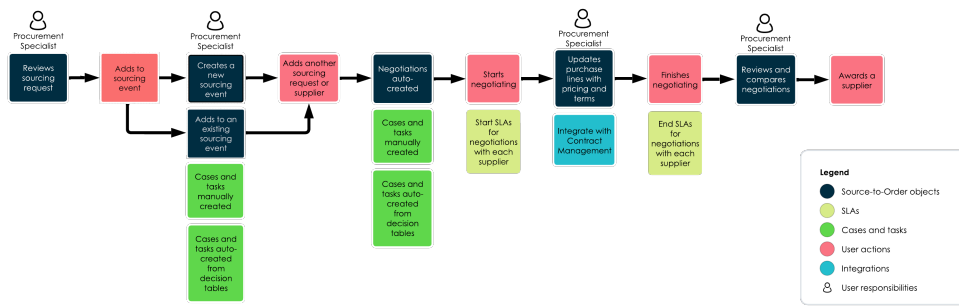 Procurement
Specialist
Reviews
sourcing
request
Adds to
sourcing
event
Procurement
Specialist
Creates a
new
sourcing
event
Adds to an
existing
sourcing
event
Cases and
tasks
manually
created
Cases and
tasks auto-
created
from
decision
tables
Adds another
sourcing
request or
supplier
Negotiations
auto-
created
Cases and
tasks
manually
created
Cases and
tasks auto-
created
from
decision
tables
Starts
negotiating
Start SLAs
for
negotiations
with each
supplier
Procurement
Specialist
Updates
purchase
lines with
pricing and
terms
Integrate with
Contract
Management
Finishes
negotiating
End SLAs
for
negotiations
with each
supplier
Procurement
Specialist
Reviews and
compares
negotiations
Awards a
supplier
Legend
Source-to-Order objects
SLAs
Cases and tasks
User actions
Integrations
User responsibilities